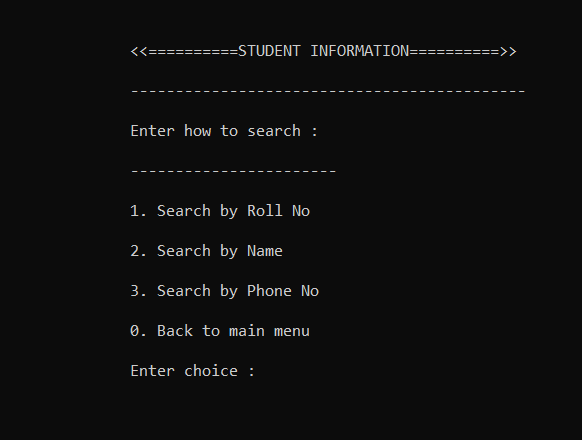 <<==========STUDENT INFORMATION==========>>
--------------------------------------------
Enter how to search :
-----------------------
1. Search by Roll No
2. Search by Name
3. Search by Phone No
0. Back to main menu
Enter choice :